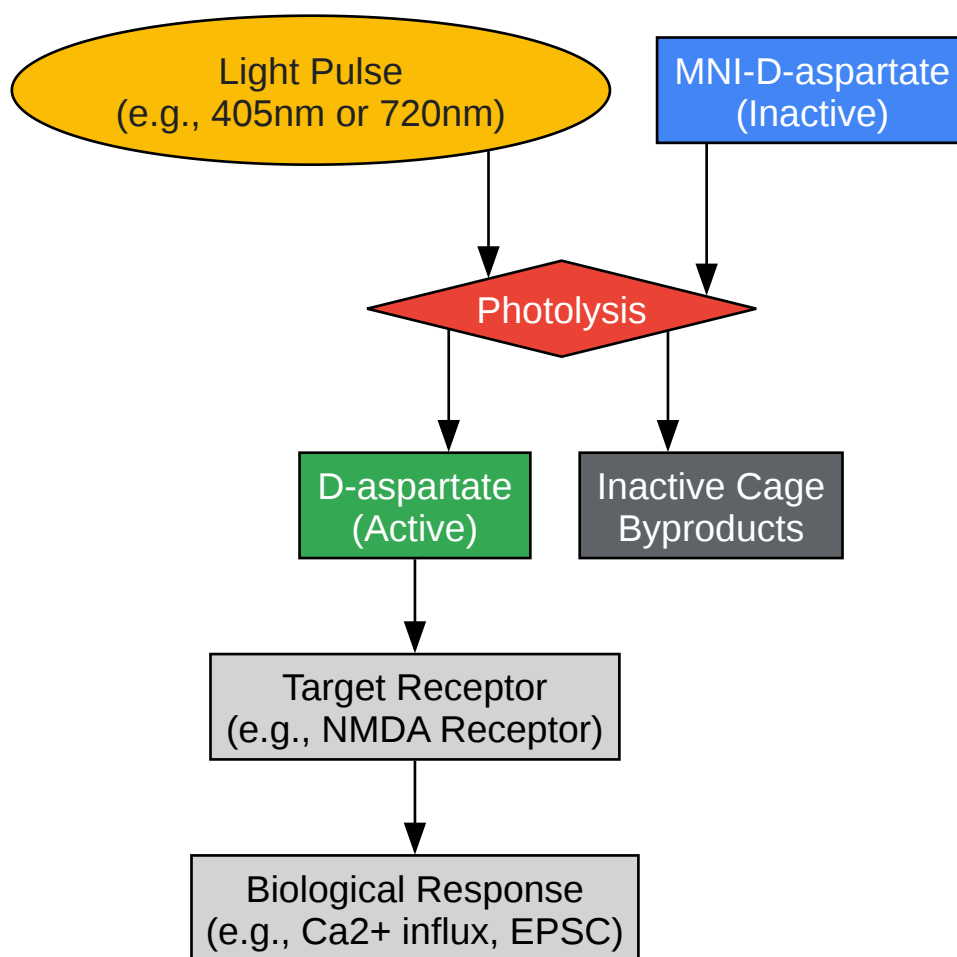 Light Pulse
(e.g., 405nm or 720nm)
MNI-D-aspartate
(Inactive)
Photolysis
D-aspartate
(Active)
Inactive Cage
Byproducts
Target Receptor
(e.g., NMDA Receptor)
Biological Response
(e.g., Ca2+ influx, EPSC)